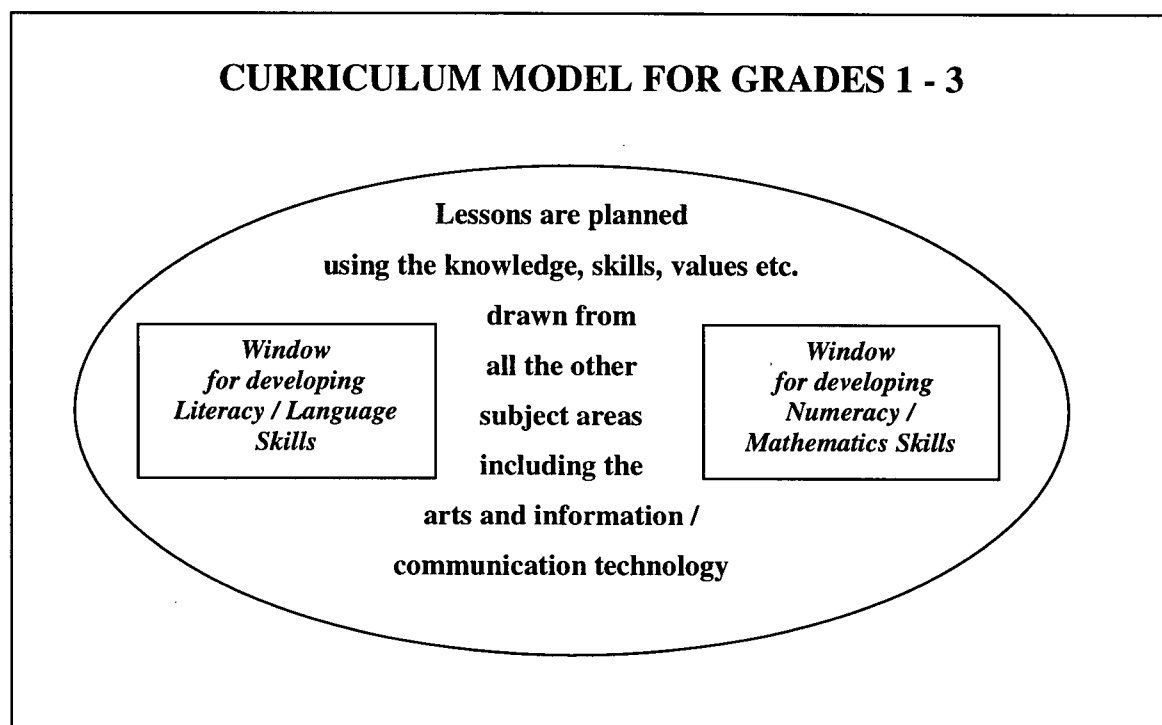 CURRICULUM MODEL FOR GRADES 1 - 3
Lessons are planned
using the knowledge, skills, values etc.
drawn from
all the other
subject areas
including the
arts and information /
communication technology
Window
for developing
Literacy / Language
Skills
Window
for developing
Numeracy /
Mathematics Skills